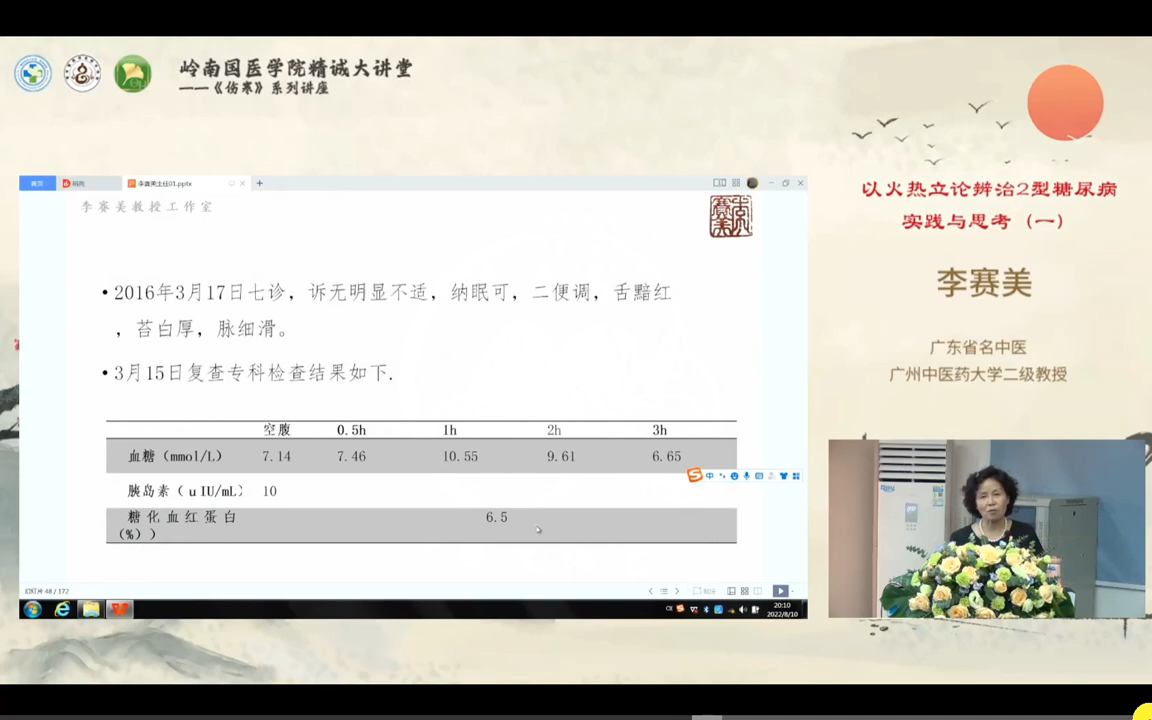 岭南国医学院精诚大讲堂
——《伤寒》系列讲座
首页
李赛美主任01.pptx
李赛美教授工作室
• 2016年3月17日七诊，诉无明显不适，纳眠可，二便调，舌黯红
，苔白厚，脉细滑。
• 3月15日复查专科检查结果如下.
空腹 0.5h 1h 2h 3h
血糖（mmol/L） 7.14 7.46 10.55 9.61 6.65
胰岛素（uIU/mL） 10
糖化血红蛋白 6.5
(%)）
中
幻灯片 48 / 172
20:10
2022/8/10
以火热立论辨治2型糖尿病
实践与思考（一）
李赛美
广东省名中医
广州中医药大学二级教授